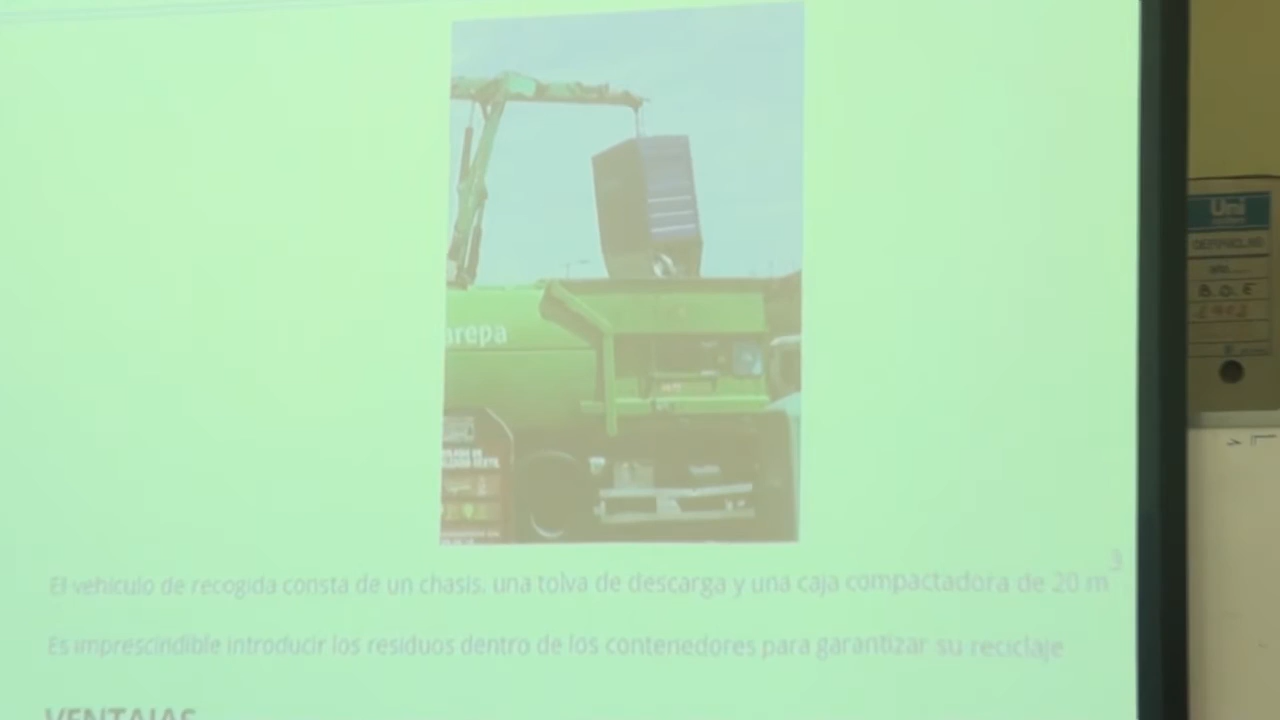 arepa
El vehículo de recogida consta de un chasis, una tolva de descarga y una caja compactadora de 20 m3
Es imprescindible introducir los residuos dentro de los contenedores para garantizar su reciclaje
VENTAJAS
Uni
B.O.E